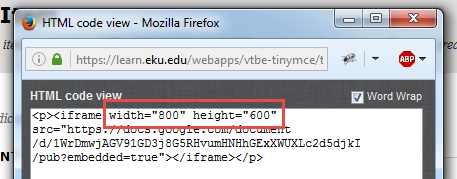 HTML code view - Mozilla Firefox
https://learn.eku.edu/webapps/vtbe-tinymce/t
ABP
HTML code view
Word Wrap
<p><iframe width="800" height="600"
src="https://docs.google.com/document
/d/1WrDmwjAGV91GD3j8G5RHvumHNHhGExXWUXLc2d5djkI
/pub?embedded=true"></iframe></p>